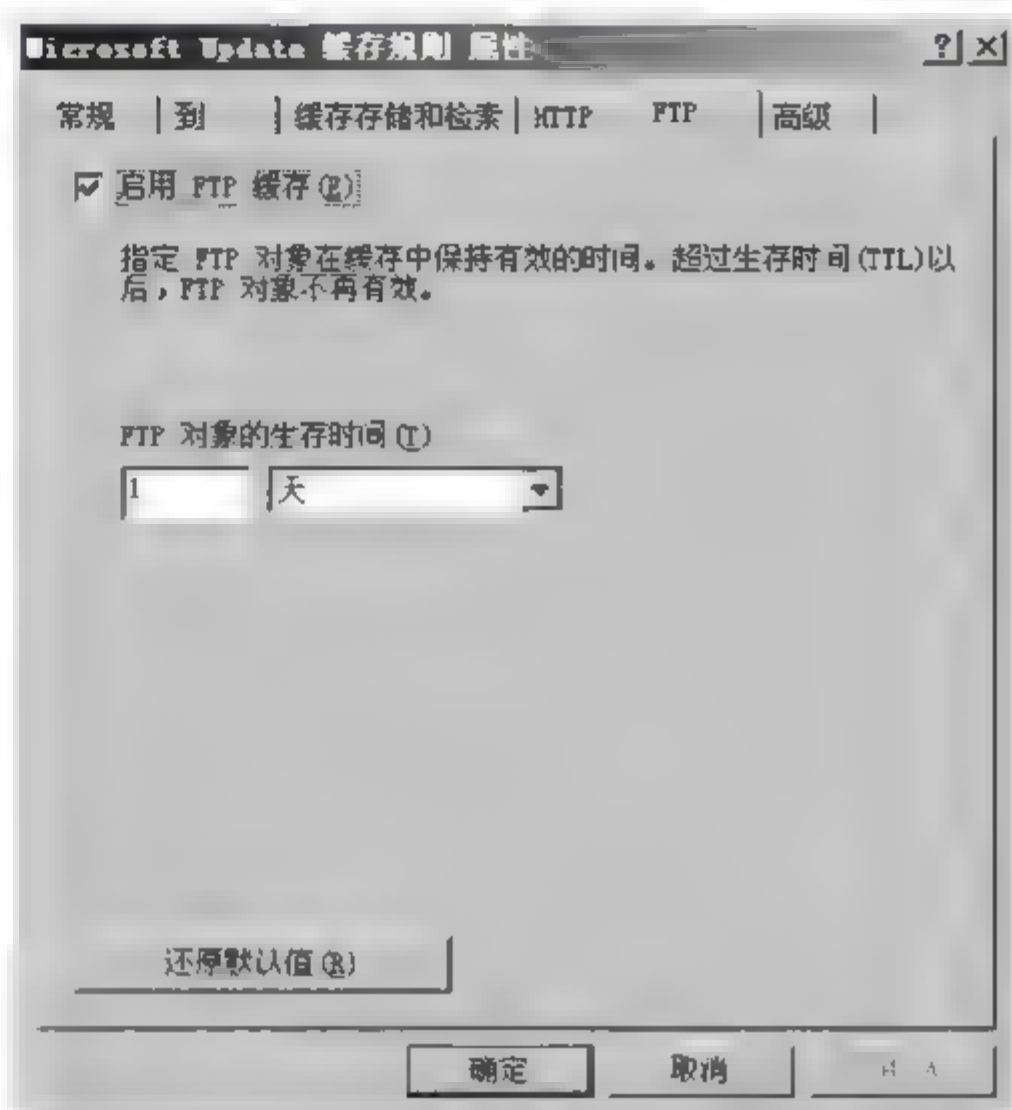 Microsoft Update 缓存规则 属性
常规 到 缓存存储和检索 HTTP FTP 高级
启用 FTP 缓存(E)
指定 FTP 对象在缓存中保持有效的时间。超过生存时间(TTL)以
后，FTP 对象不再有效。
FTP 对象的生存时间(T)
1 天
还原默认值(R)
确定 取消